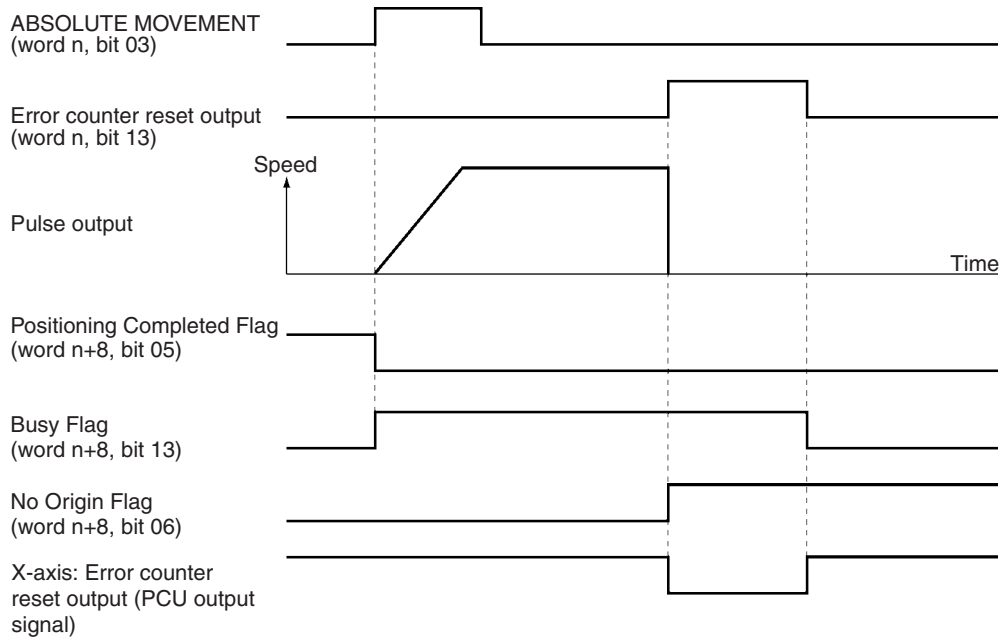 ABSOLUTE MOVEMENT
(word n, bit 03)
Error counter reset output
(word n, bit 13)
Speed
Pulse output
Time
Positioning Completed Flag
(word n+8, bit 05)
Busy Flag
(word n+8, bit 13)
No Origin Flag
(word n+8, bit 06)
X-axis: Error counter
reset output (PCU output
signal)